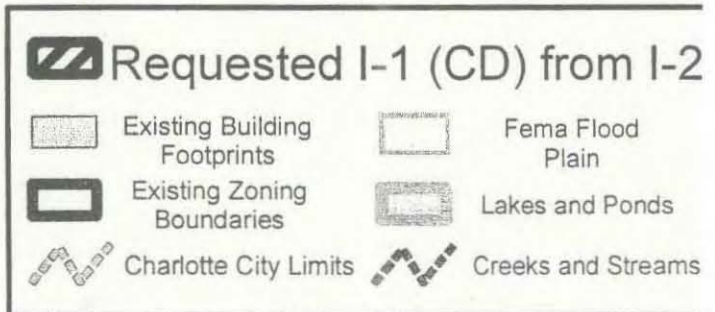 Requested I-1 (CD) from I-2
Existing Building
Footprints
Fema Flood
Plain
Existing Zoning
Boundaries
Lakes and Ponds
Charlotte City Limits
Creeks and Streams